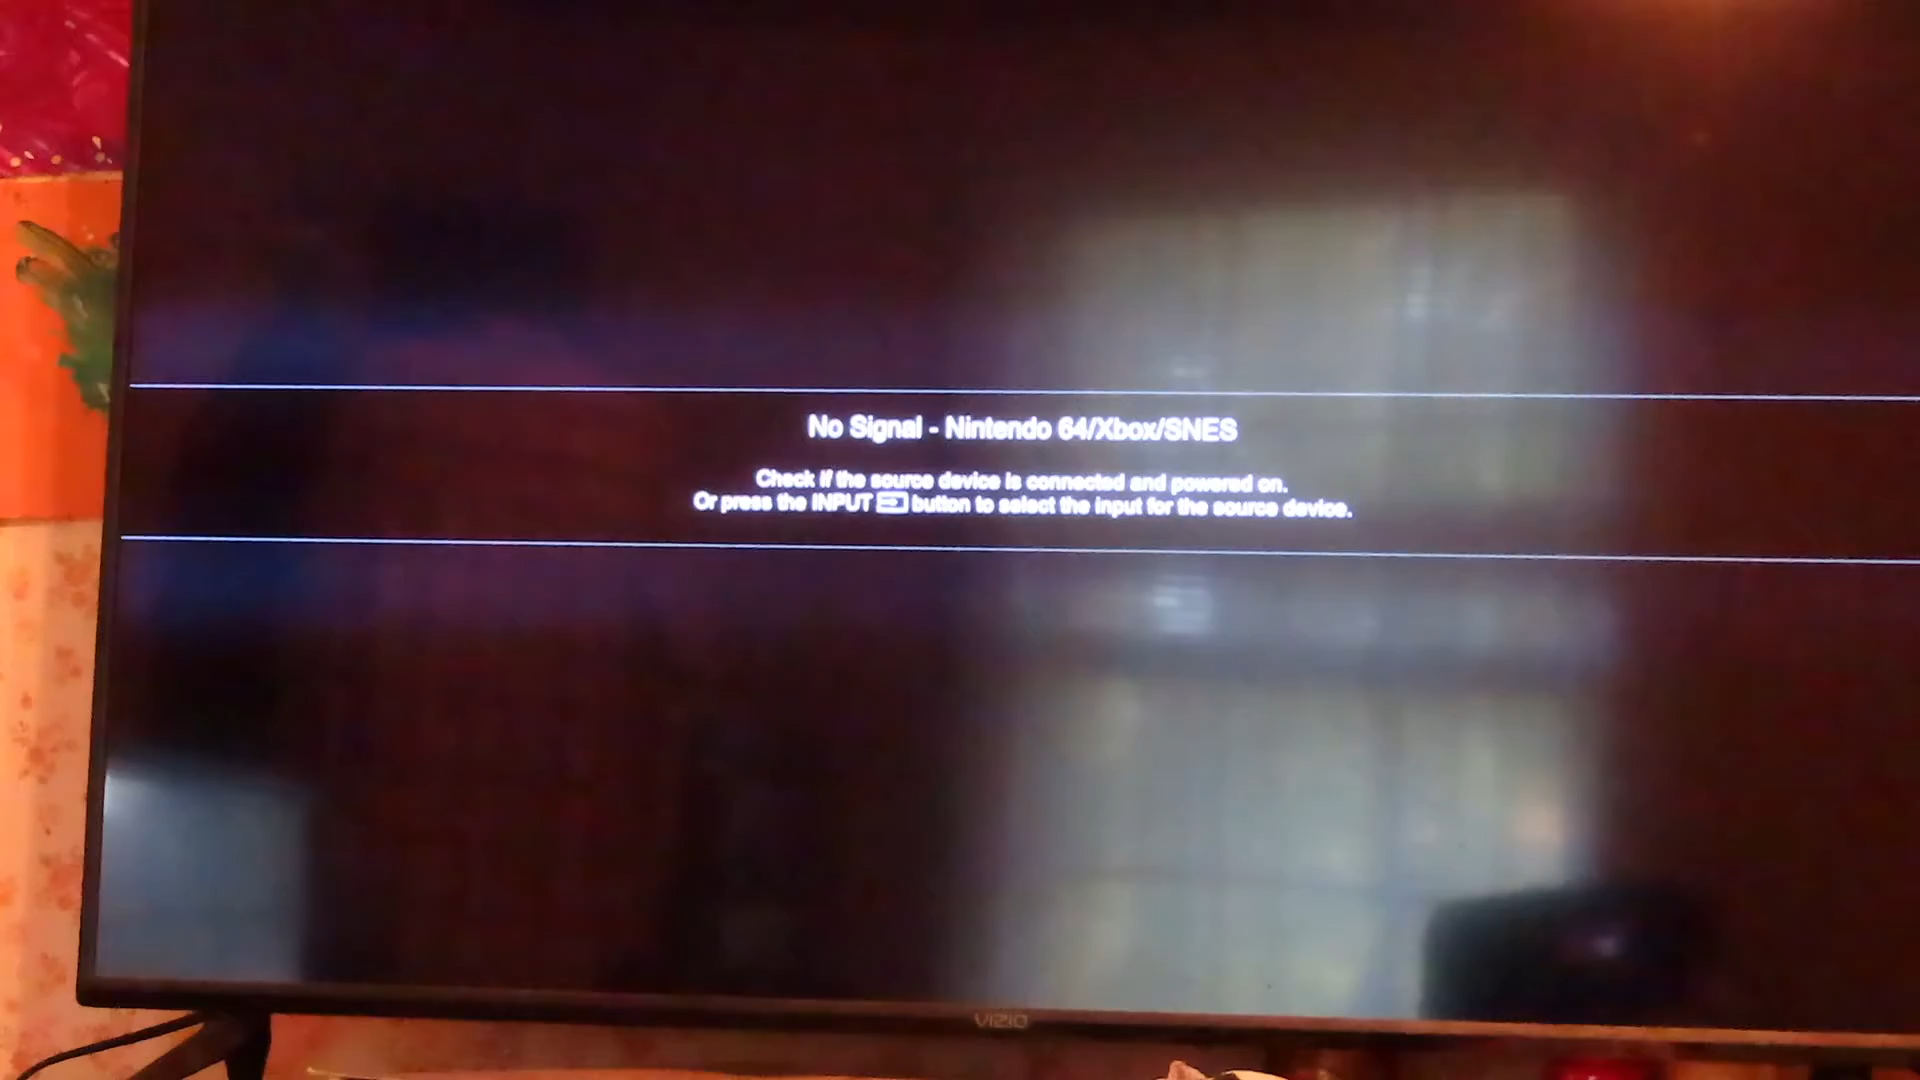 No Signal - Nintendo 64/Xbox/SNES
Check if the source device is connected and powered on.
Or press the INPUT button to select the input for the source device.
VIZIO